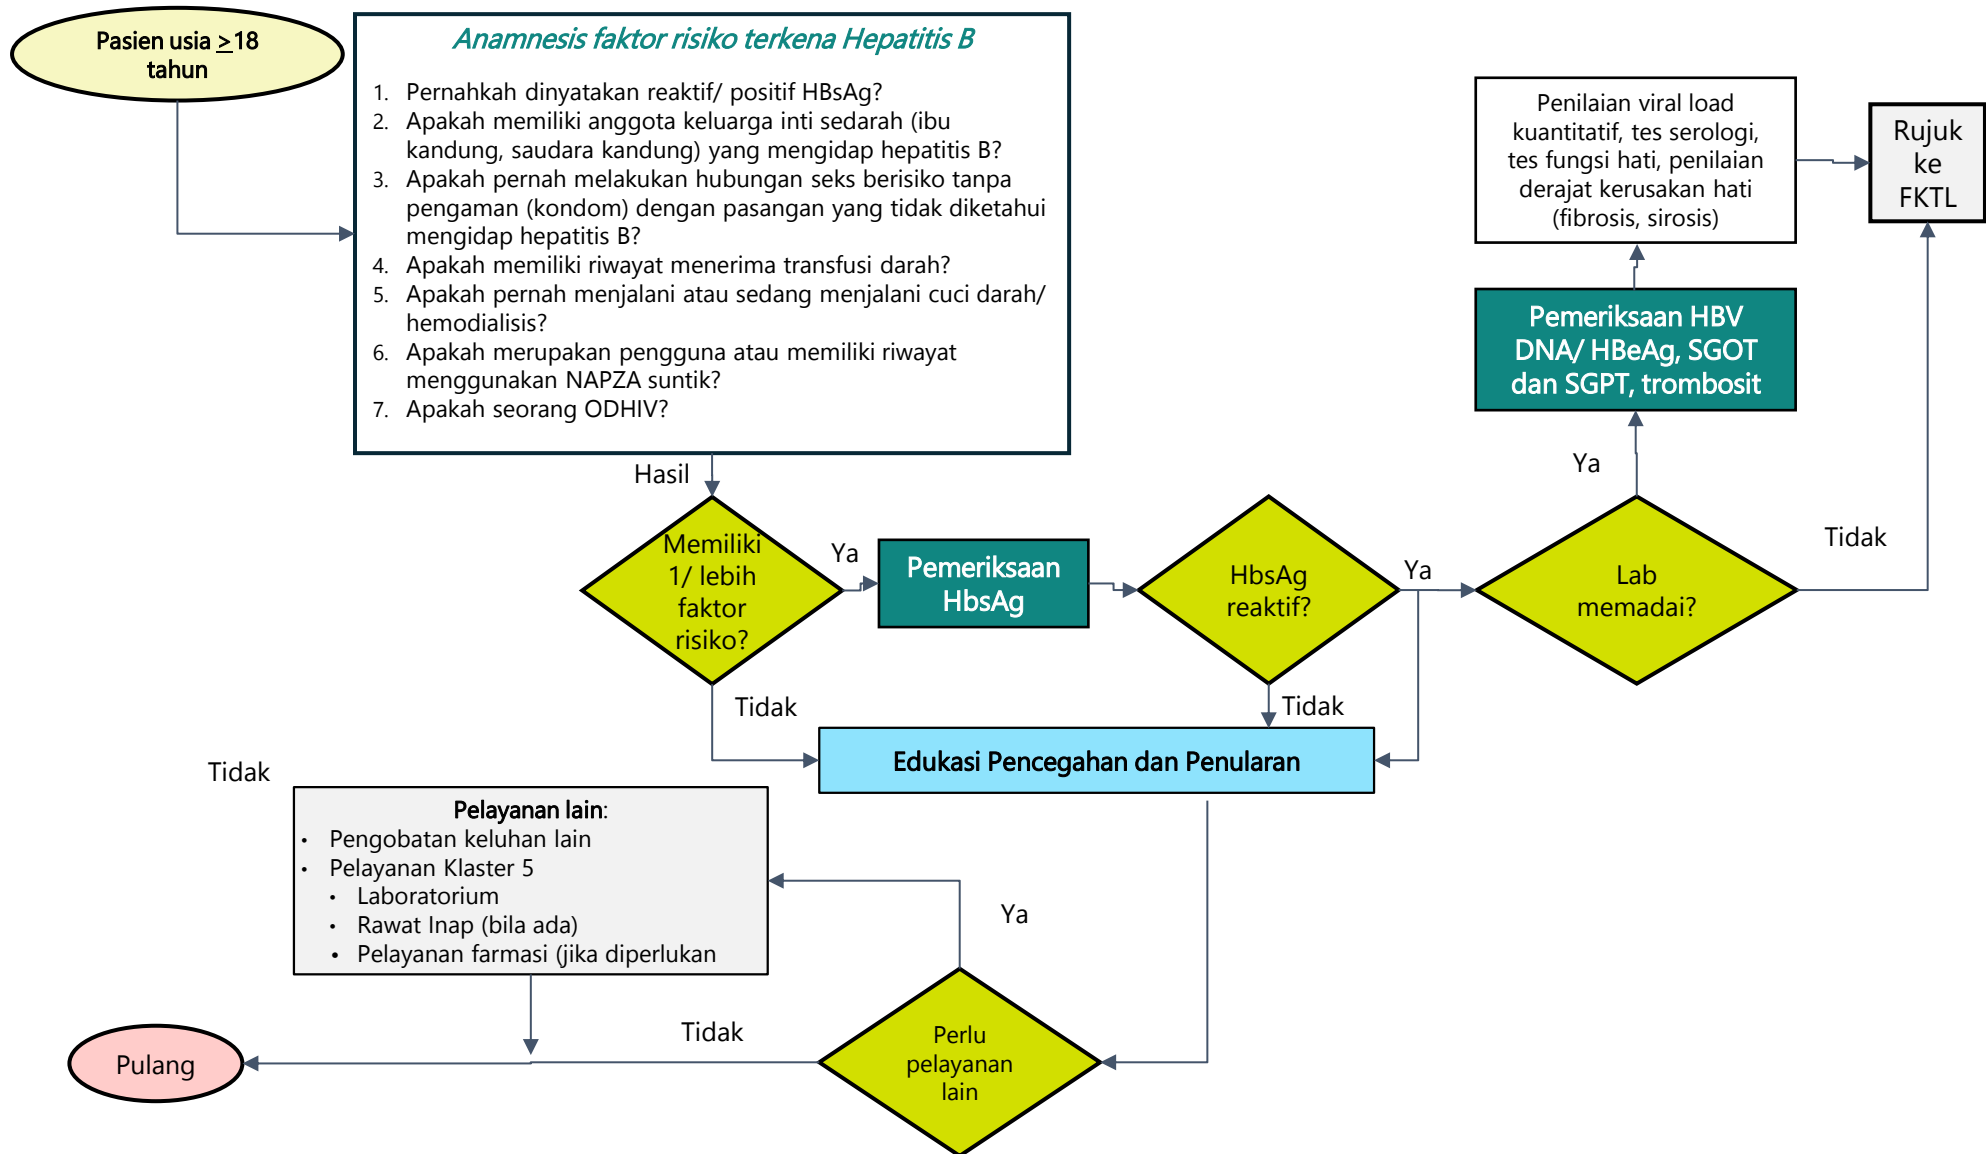 Pasien usia ≥18
tahun
Anamnesis faktor risiko terkena Hepatitis B
1. Pernahkah dinyatakan reaktif/ positif HBsAg?
2. Apakah memiliki anggota keluarga inti sedarah (ibu
kandung, saudara kandung) yang mengidap hepatitis B?
3. Apakah pernah melakukan hubungan seks berisiko tanpa
pengaman (kondom) dengan pasangan yang tidak diketahui
mengidap hepatitis B?
4. Apakah memiliki riwayat menerima transfusi darah?
5. Apakah pernah menjalani atau sedang menjalani cuci darah/
hemodialisis?
6. Apakah merupakan pengguna atau memiliki riwayat
menggunakan NAPZA suntik?
7. Apakah seorang ODHIV?
Penilaian viral load
kuantitatif, tes serologi,
tes fungsi hati, penilaian
derajat kerusakan hati
(fibrosis, sirosis)
Rujuk
ke
FKTL
Pemeriksaan HBV
DNA/ HBeAg, SGOT
dan SGPT, trombosit
Ya
Tidak
Hasil
Memiliki
1/ lebih
faktor
risiko?
Ya
Pemeriksaan
HbsAg
HbsAg
reaktif?
Ya
Lab
memadai?
Tidak
Tidak
Edukasi Pencegahan dan Penularan
Tidak
Pelayanan lain:
• Pengobatan keluhan lain
• Pelayanan Klaster 5
• Laboratorium
• Rawat Inap (bila ada)
• Pelayanan farmasi (jika diperlukan
Ya
Tidak
Perlu
pelayanan
lain
Pulang